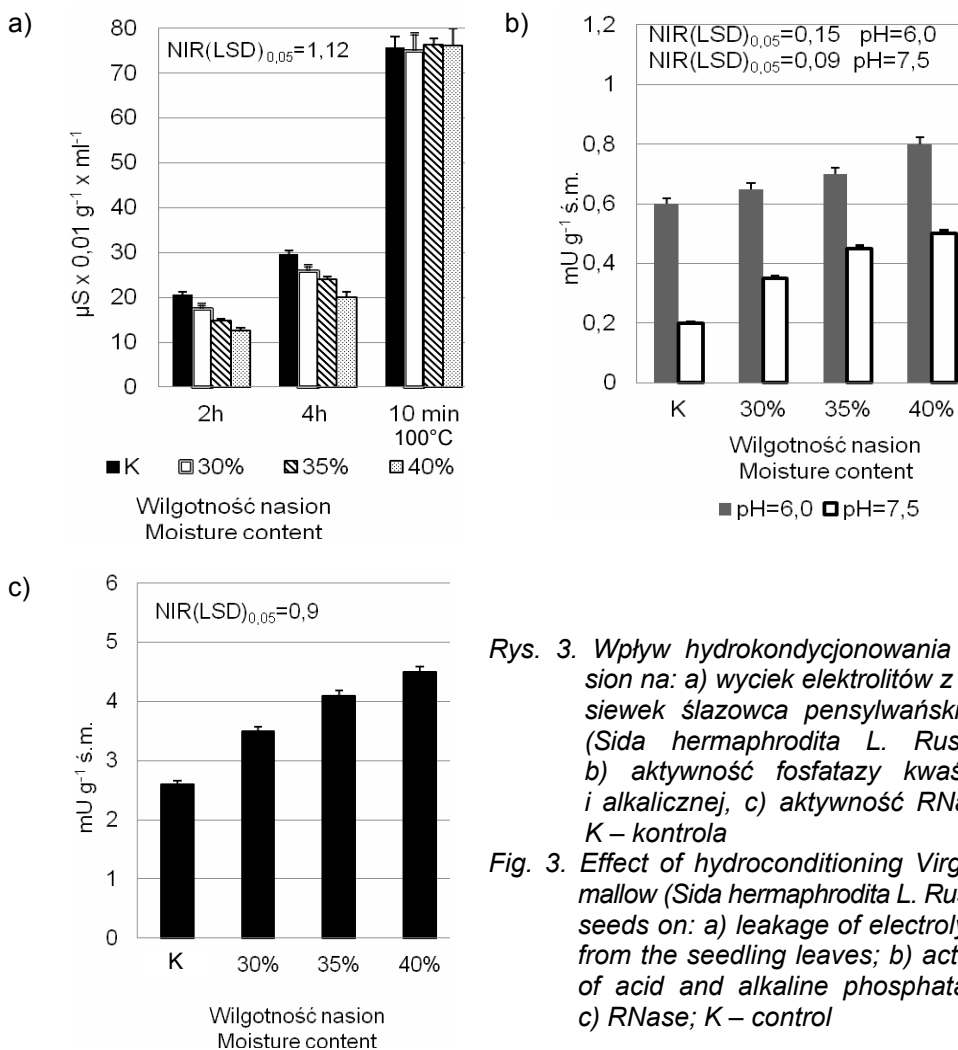 a)
NIR(LSD) 0,05=1,12
80
70
60
50
40
30
20
10
0
µS x 0,01 g-1 x ml-1
2h 4h 10 min
100°C
K 30% 35% 40%
Wilgotność nasion
Moisture content
b)
NIR(LSD)0,05=0,15 pH=6,0
NIR(LSD)0,05=0,09 pH=7,5
1,2
1
0,8
0,6
0,4
0,2
0
mU g-1 ś.m.
K 30% 35% 40%
Wilgotność nasion
Moisture content
pH=6,0 pH=7,5
c)
NIR(LSD)0,05=0,9
6
5
4
3
2
1
0
mU g-1 ś.m.
K 30% 35% 40%
Wilgotność nasion
Moisture content
Rys. 3. Wpływ hydrokondycjonowania
sion na: a) wyciek elektrolitów z
siewek ślazowca pensylwański
(Sida hermaphrodita L. Rus
b) aktywność fosfatazy kwaś
i alkalicznej, c) aktywność RNa
K – kontrola
Fig. 3. Effect of hydroconditioning Virg
mallow (Sida hermaphrodita L. Rus
seeds on: a) leakage of electroly
from the seedling leaves; b) act
of acid and alkaline phosphata
c) RNase; K – control